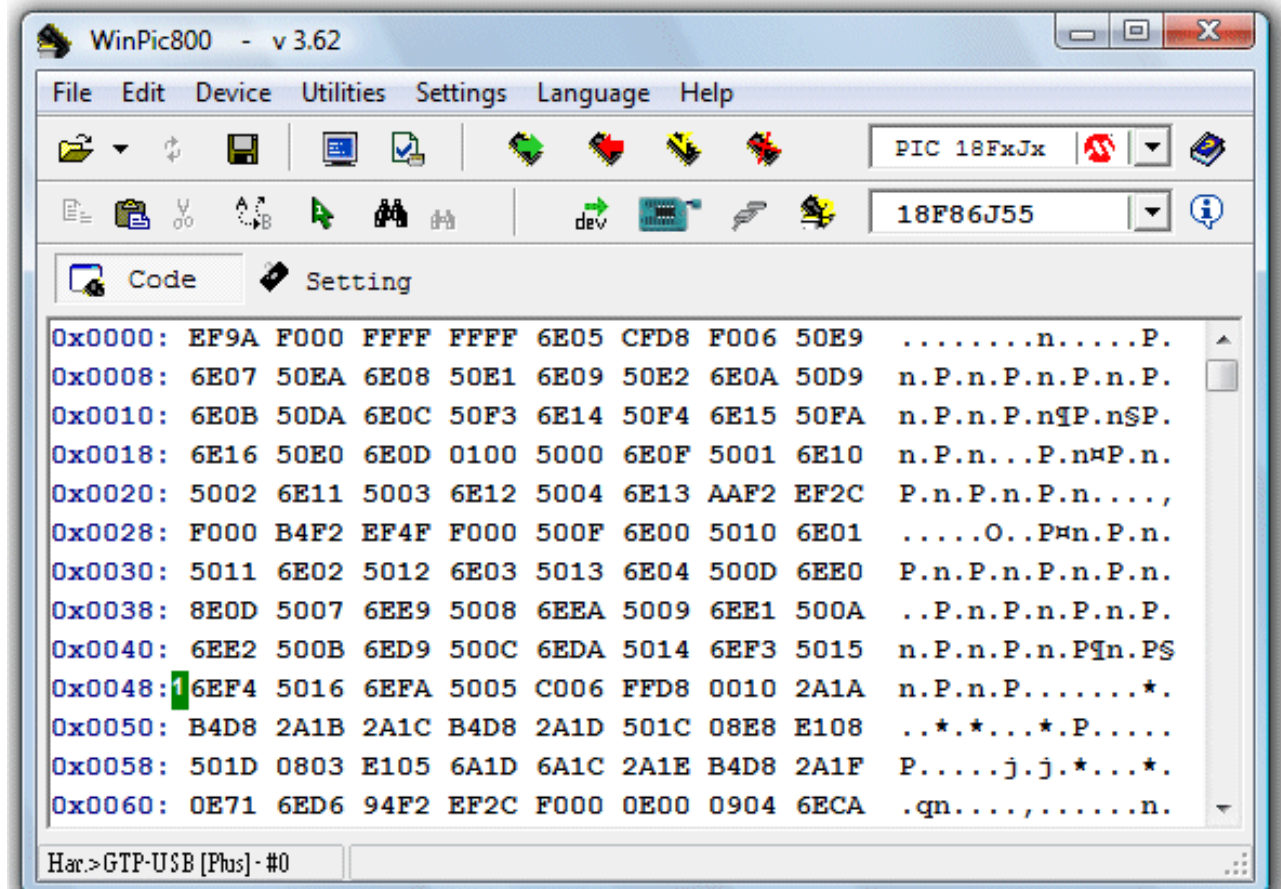 WinPic800 - v 3.62
File Edit Device Utilities Settings Language Help
PIC 18FxJx
dev 18F86J55
Code Setting
0x0000: EF9A F000 FFFF FFFF 6E05 CFD8 F006 50E9 ........n.....P.
0x0008: 6E07 50EA 6E08 50E1 6E09 50E2 6E0A 50D9 n.P.n.P.n.P.n.P.
0x0010: 6E0B 50DA 6E0C 50F3 6E14 50F4 6E15 50FA n.P.n.P.n¶P.n§P.
0x0018: 6E16 50E0 6E0D 0100 5000 6E0F 5001 6E10 n.P.n...P.n¤P.n.
0x0020: 5002 6E11 5003 6E12 5004 6E13 AAF2 EF2C P.n.P.n.P.n....,
0x0028: F000 B4F2 EF4F F000 500F 6E00 5010 6E01 .....O..P¤n.P.n.
0x0030: 5011 6E02 5012 6E03 5013 6E04 500D 6EE0 P.n.P.n.P.n.P.n.
0x0038: 8E0D 5007 6EE9 5008 6EEA 5009 6EE1 500A ..P.n.P.n.P.n.P.
0x0040: 6EE2 500B 6ED9 500C 6EDA 5014 6EF3 5015 n.P.n.P.n.P¶n.P§
0x0048:1 6EF4 5016 6EFA 5005 C006 FFD8 0010 2A1A n.P.n.P.......*.
0x0050: B4D8 2A1B 2A1C B4D8 2A1D 501C 08E8 E108 ..*.*...*.P.....
0x0058: 501D 0803 E105 6A1D 6A1C 2A1E B4D8 2A1F P.....j.j.*...*.
0x0060: 0E71 6ED6 94F2 EF2C F000 0E00 0904 6ECA .qn....,......n.
Har.>GTP-USB [Plus] - #0